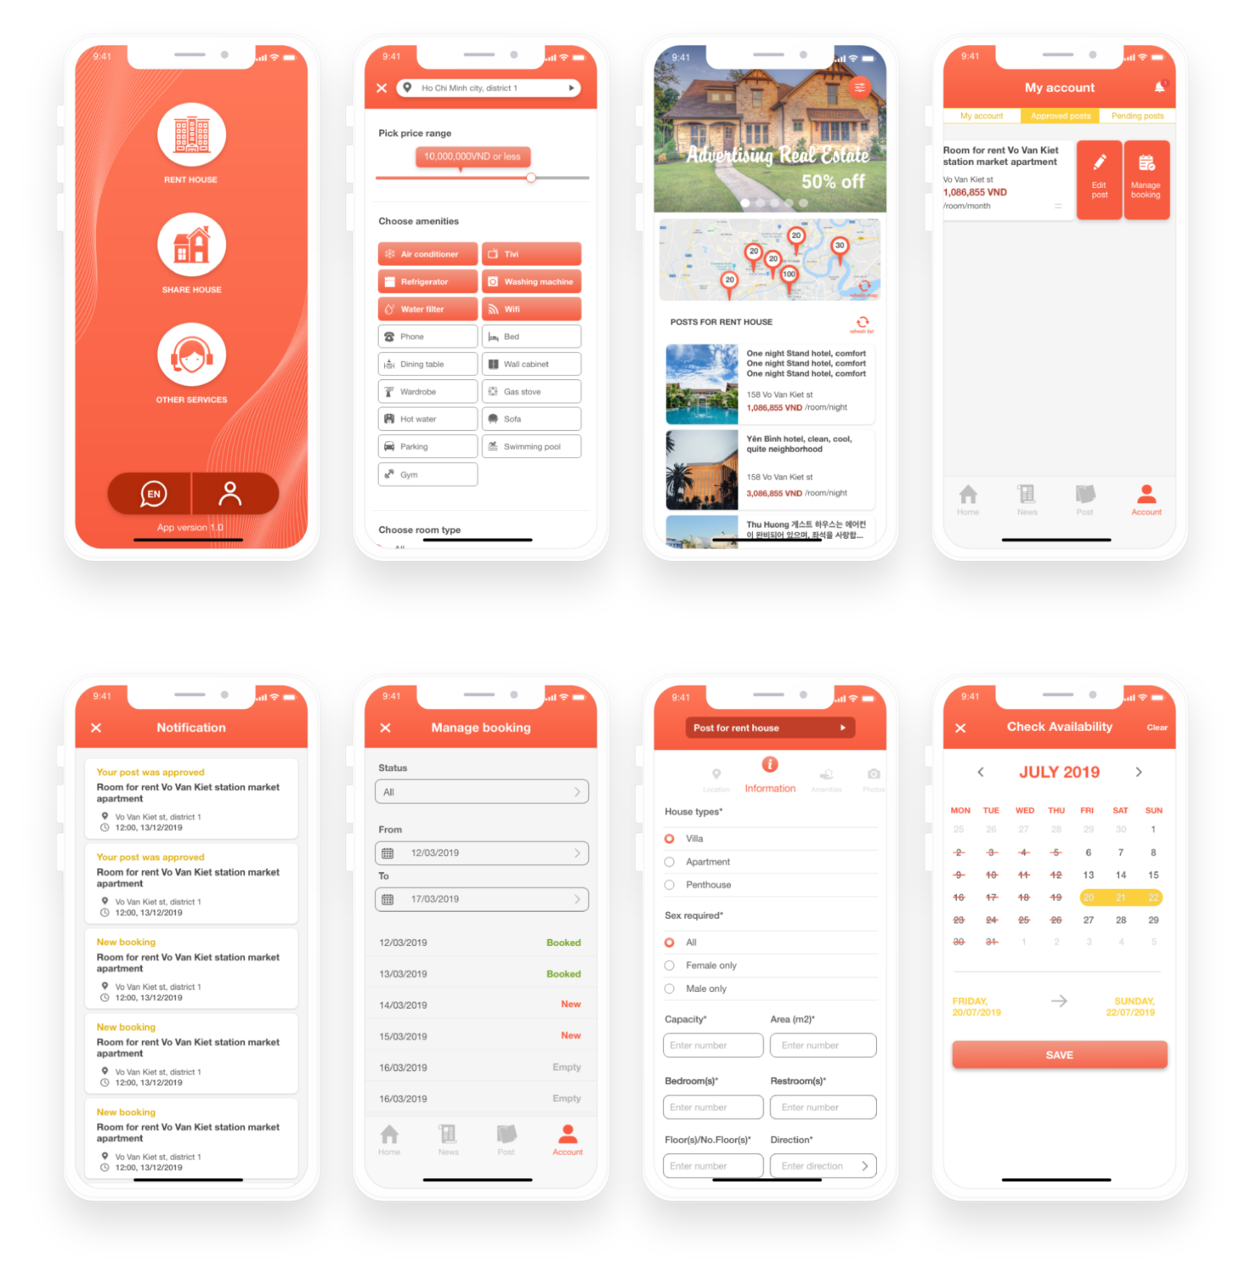 9:41
RENT HOUSE
SHARE HOUSE
OTHER SERVICES
EN
App version 1.0
9:41
Ho Chi Minh city, district 1
Pick price range
10,000,000VND or less
Choose amenities
Air conditioner
Tivi
Refrigerator
Washing machine
Water filter
Wifi
Phone
Bed
Dining table
Wall cabinet
Wardrobe
Gas stove
Hot water
Sofa
Parking
Swimming pool
Gym
Choose room type
All
9:41
Advertising Real Estate
50% off
20
30
20
20
100
20
refresh map
POSTS FOR RENT HOUSE
refresh list
One night Stand hotel, comfort
One night Stand hotel, comfort
One night Stand hotel, comfort
158 Vo Van Kiet st
1,086,855 VND /room/night
Yên Bình hotel, clean, cool,
quite neighborhood
158 Vo Van Kiet st
3,086,855 VND /room/night
Thu Huong 게스트 하우스는 에어컨
이 완비되어 있으며, 좌석을 사랑합...
9:41
My account
My account
Approved posts
Pending posts
Room for rent Vo Van Kiet
station market apartment
Vo Van Kiet st
1,086,855 VND
/room/month
Edit
post
Manage
booking
Home
News
Post
Account
9:41
Notification
Your post was approved
Room for rent Vo Van Kiet station market
apartment
Vo Van Kiet st, district 1
12:00, 13/12/2019
Your post was approved
Room for rent Vo Van Kiet station market
apartment
Vo Van Kiet st, district 1
12:00, 13/12/2019
New booking
Room for rent Vo Van Kiet station market
apartment
Vo Van Kiet st, district 1
12:00, 13/12/2019
New booking
Room for rent Vo Van Kiet station market
apartment
Vo Van Kiet st, district 1
12:00, 13/12/2019
New booking
Room for rent Vo Van Kiet station market
apartment
Vo Van Kiet st, district 1
12:00, 13/12/2019
9:41
Manage booking
Status
All
From
12/03/2019
To
17/03/2019
12/03/2019 Booked
13/03/2019 Booked
14/03/2019 New
15/03/2019 New
16/03/2019 Empty
16/03/2019 Empty
Home
News
Post
Account
9:41
Post for rent house
Location
Information
Amenities
Photos
House types*
Villa
Apartment
Penthouse
Sex required*
All
Female only
Male only
Capacity*
Area (m2)*
Enter number
Enter number
Bedroom(s)*
Restroom(s)*
Enter number
Enter number
Floor(s)/No.Floor(s)*
Direction*
Enter number
Enter direction
9:41
Check Availability
Clear
JULY 2019
MON TUE WED THU FRI SAT SUN
25 26 27 28 29 30 1
2 3 4 5 6 7 8
9 10 11 12 13 14 15
16 17 18 19 20 21 22
23 24 25 26 27 28 29
30 31 1 2 3 4 5
FRIDAY,
20/07/2019
SUNDAY,
22/07/2019
SAVE